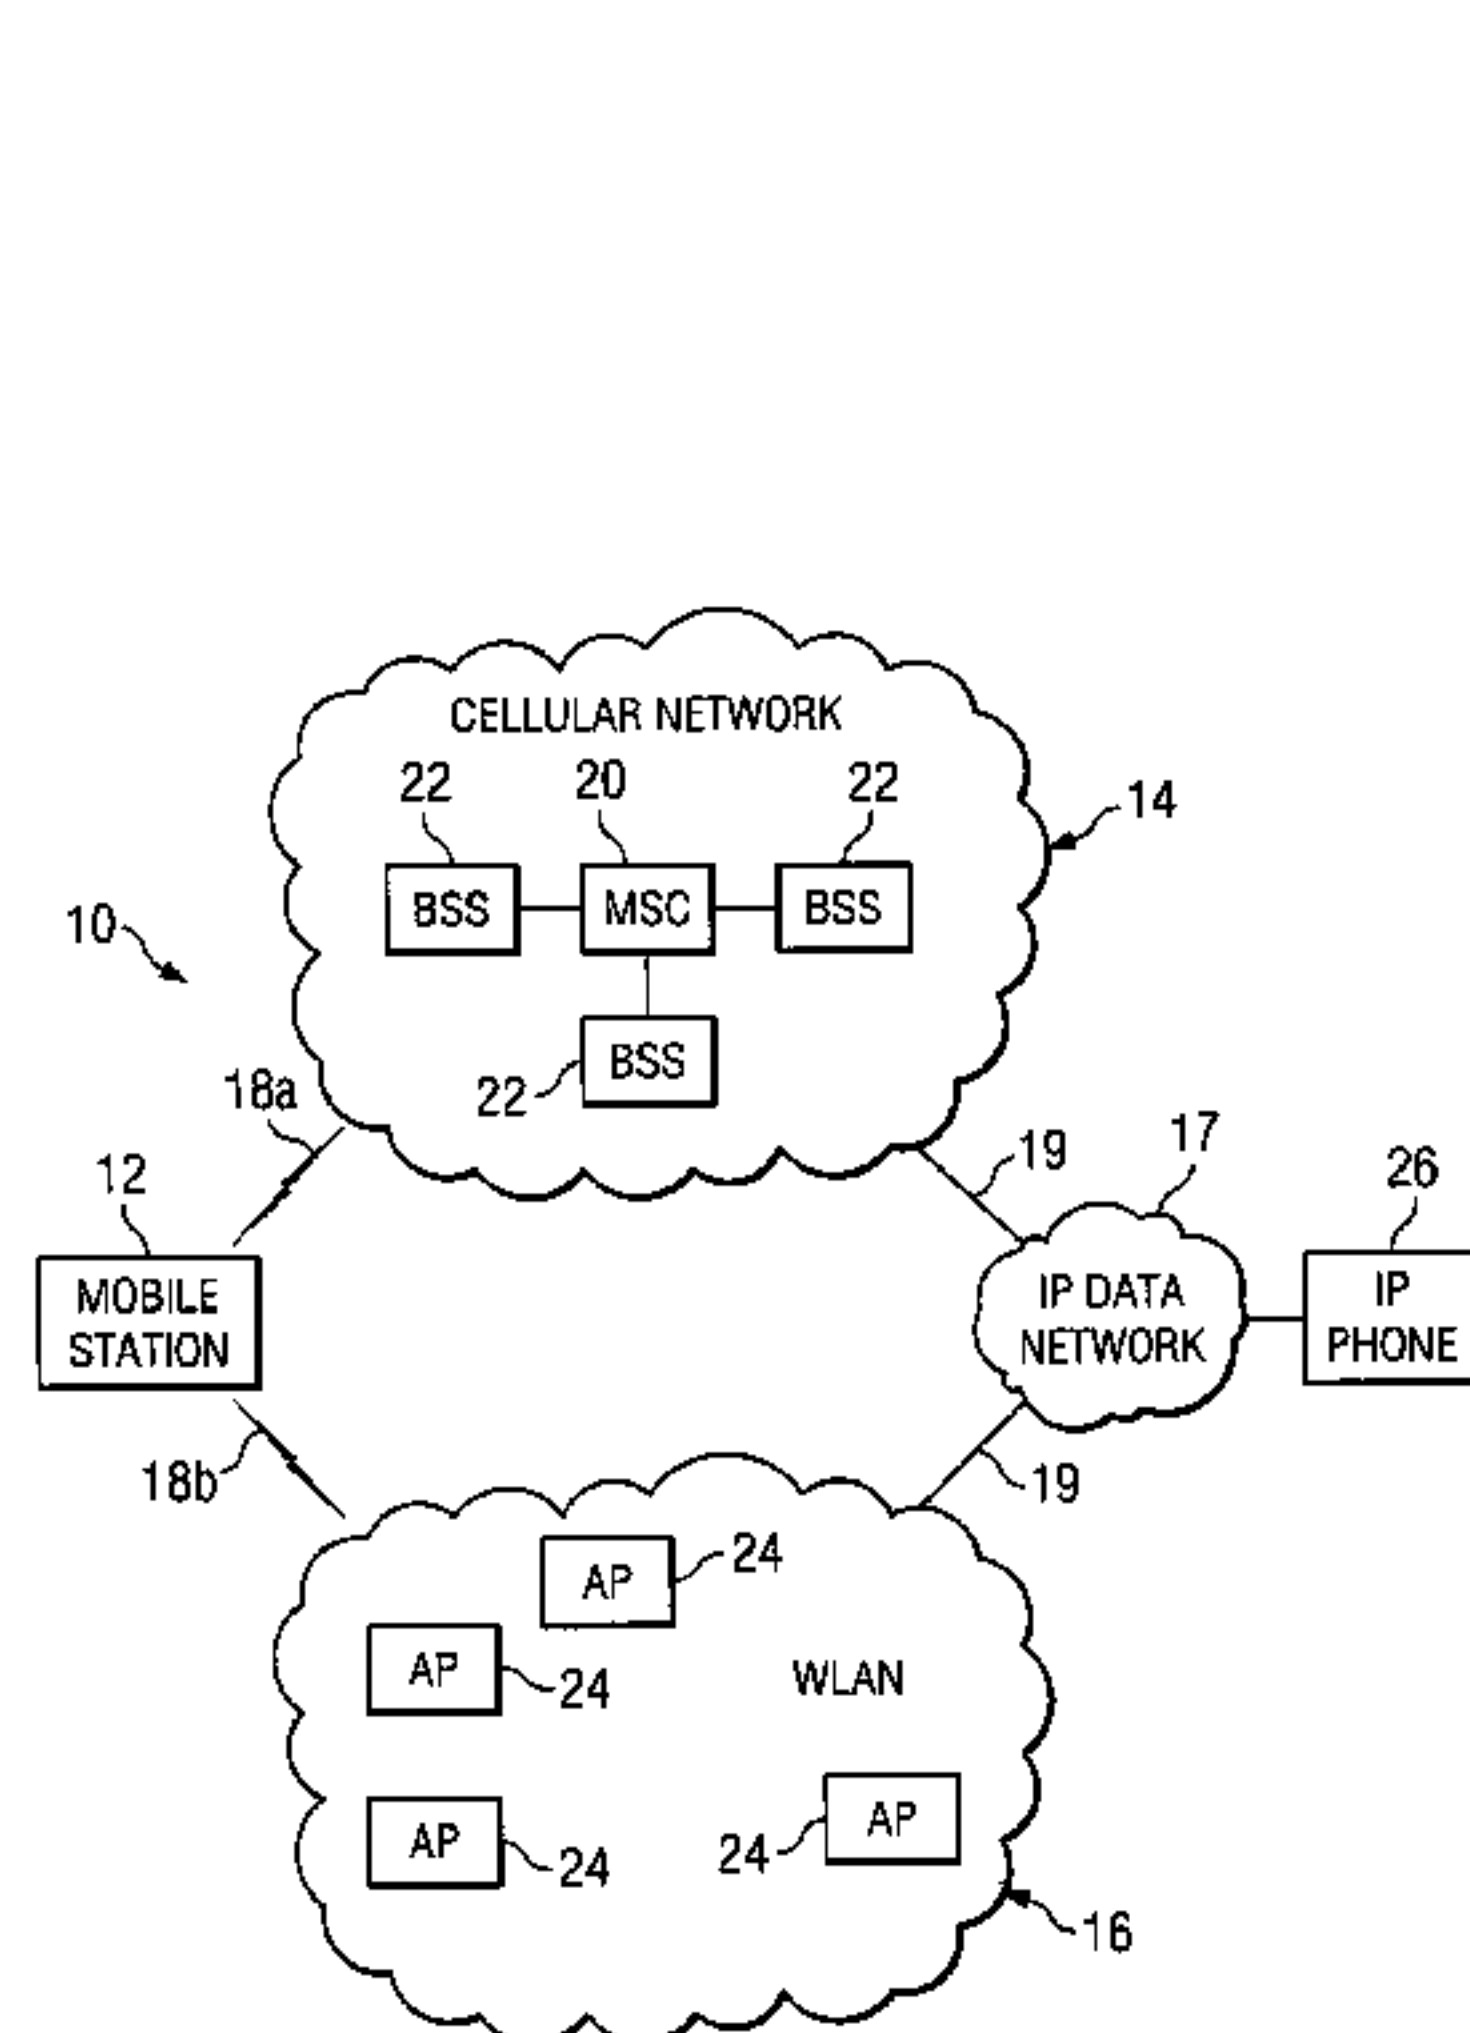 CELLULAR NETWORK
22
20
22
14
BSS
MSC
BSS
10
BSS
22
18a
19
17
12
26
MOBILE
STATION
IP DATA
NETWORK
IP
PHONE
18b
19
AP
24
AP
24
WLAN
AP
24
AP
24
16